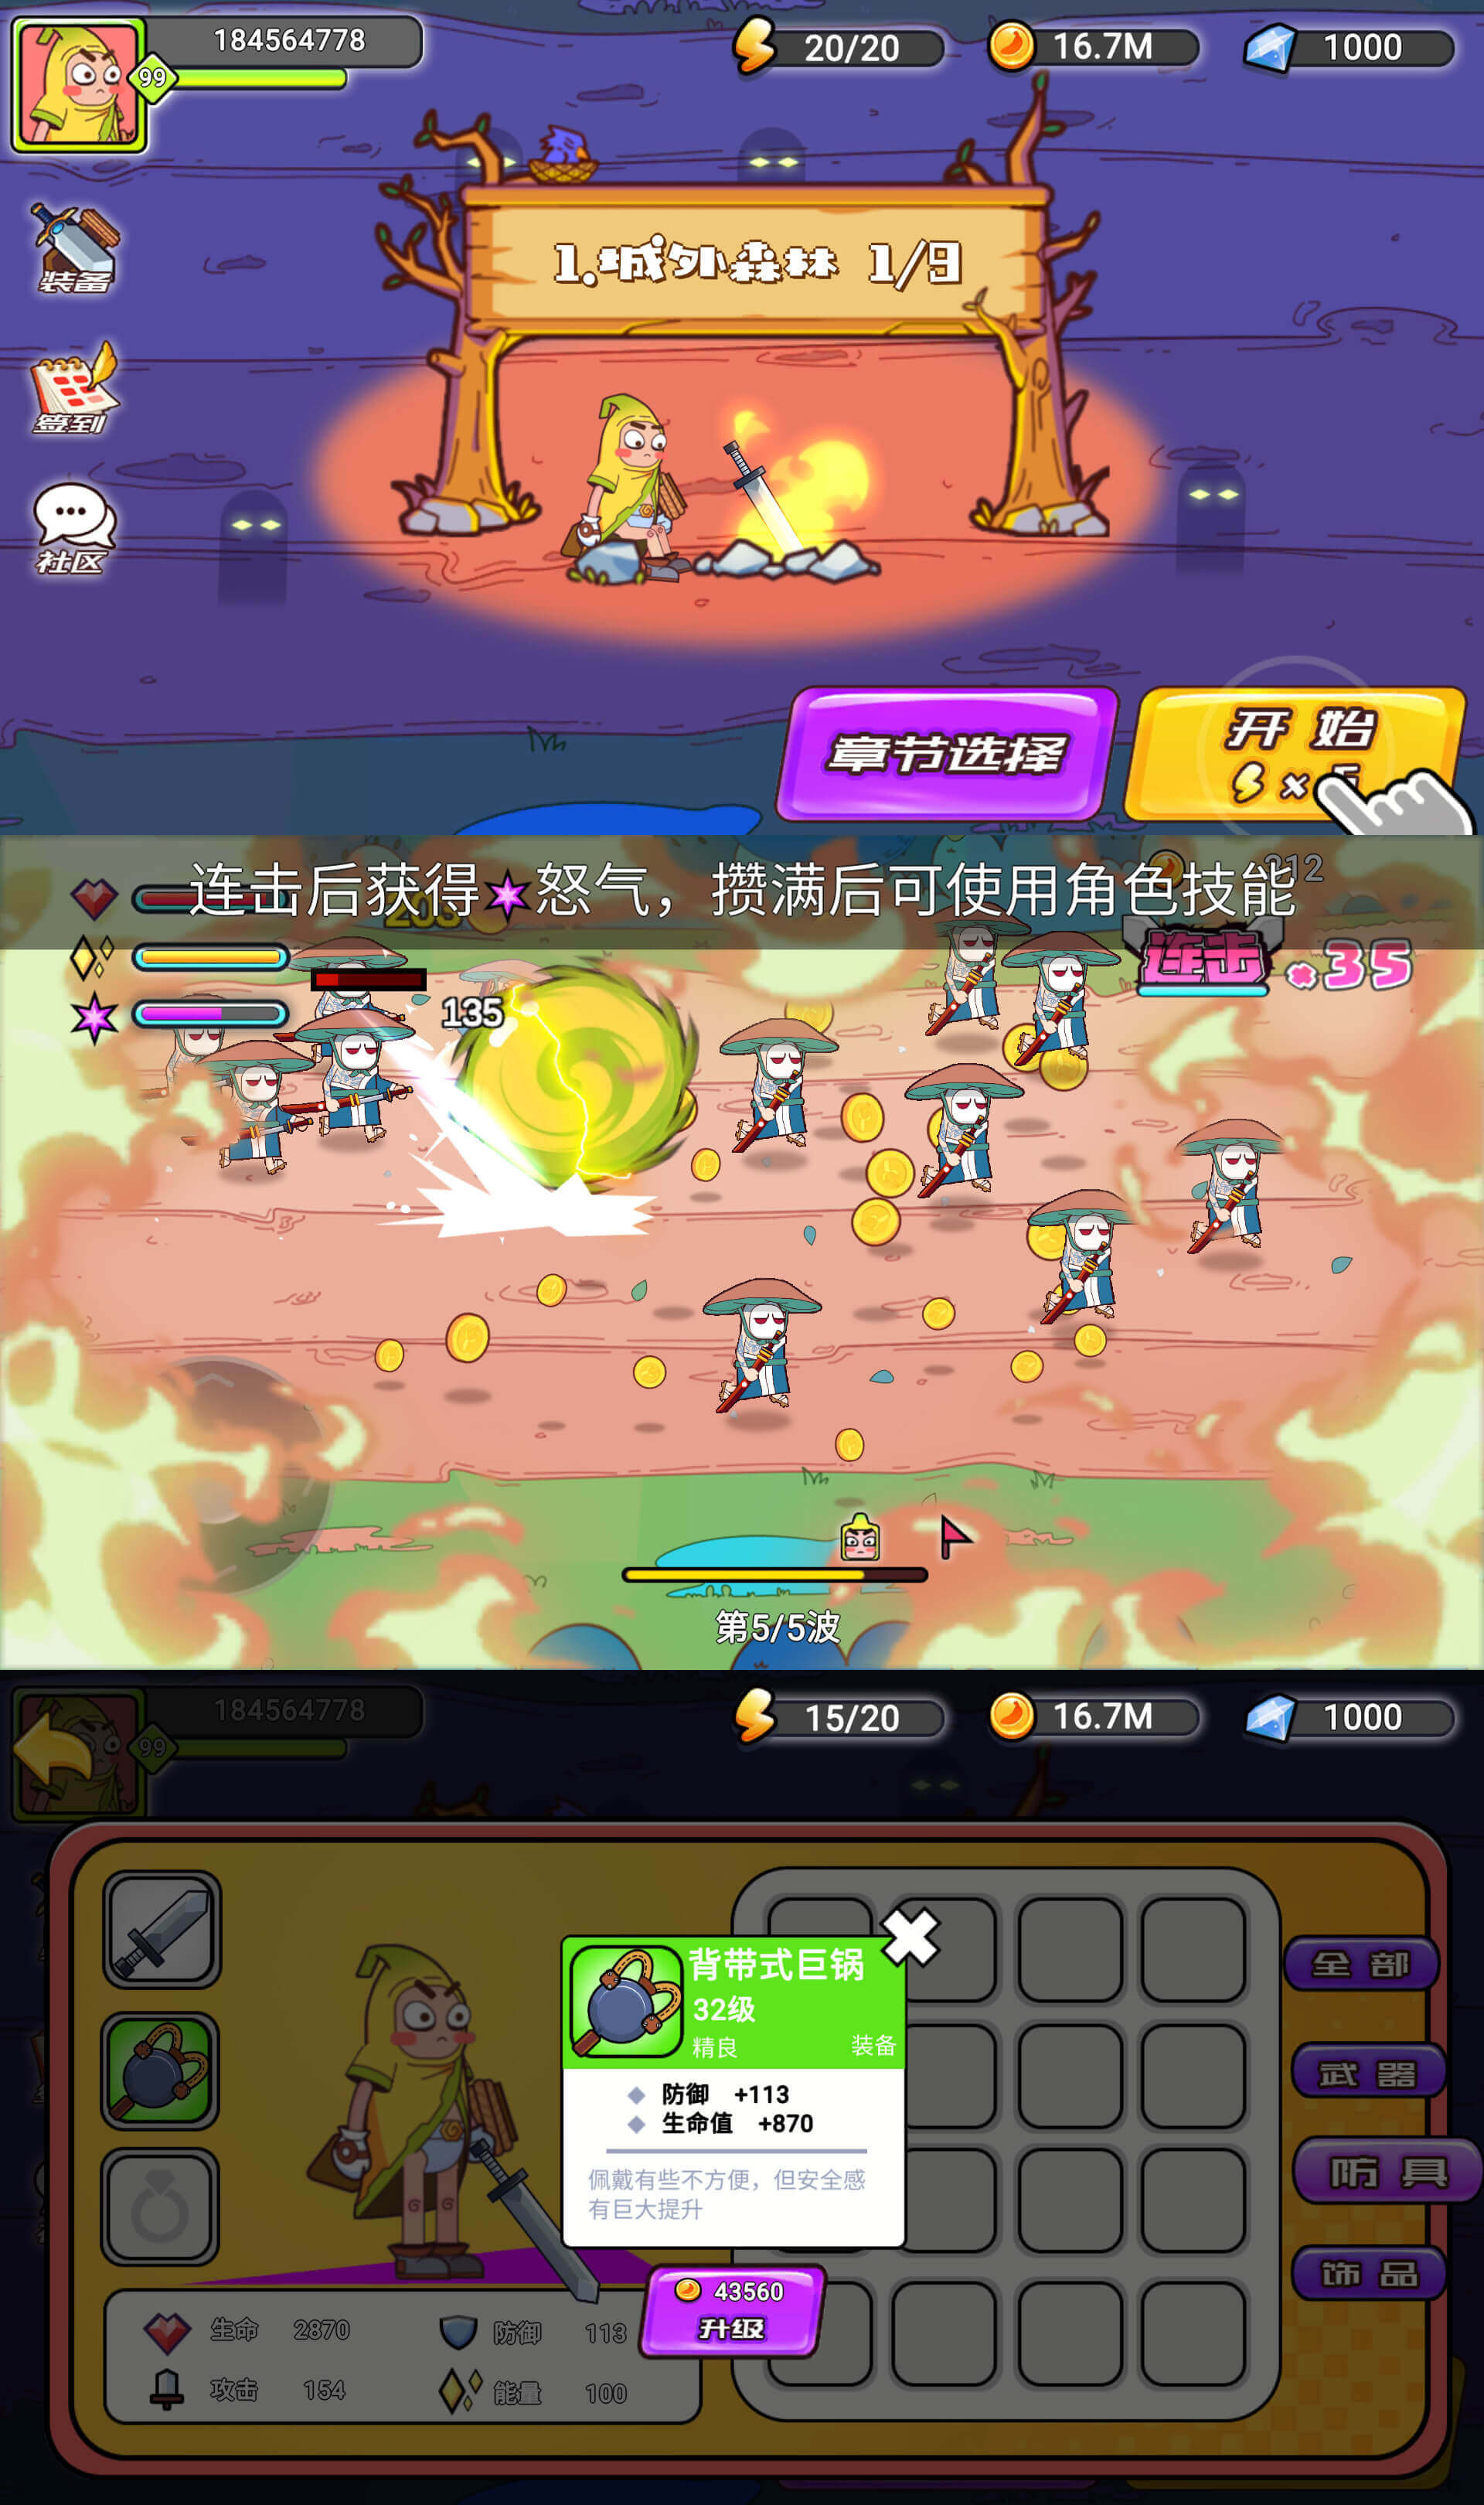 184564778
99
20/20
16.7M
1000
装备
签到
社区
1.城外森林 1/9
章节选择
开始
×
连击后获得怒气，攒满后可使用角色技能
连击 ×35
135
第5/5波
184564778
99
15/20
16.7M
1000
背带式巨锅
32级
精良 装备
防御 +113
生命值 +870
佩戴有些不方便，但安全感
有巨大提升
43560
升级
生命 2870
防御 113
攻击 154
能量 100
全部
武器
防具
饰品